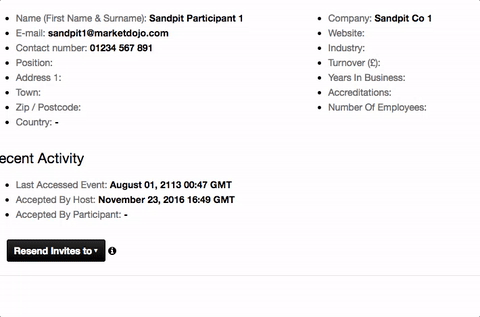 Name (First Name & Surname): Sandpit Participant 1
E-mail: sandpit1@marketdojo.com
Contact number: 01234 567 891
Position:
Address 1:
Town:
Zip / Postcode:
Country: -
Company: Sandpit Co 1
Website:
Industry:
Turnover (£):
Years In Business:
Accreditations:
Number Of Employees:
ecent Activity
Last Accessed Event: August 01, 2113 00:47 GMT
Accepted By Host: November 23, 2016 16:49 GMT
Accepted By Participant: -
Resend Invites to